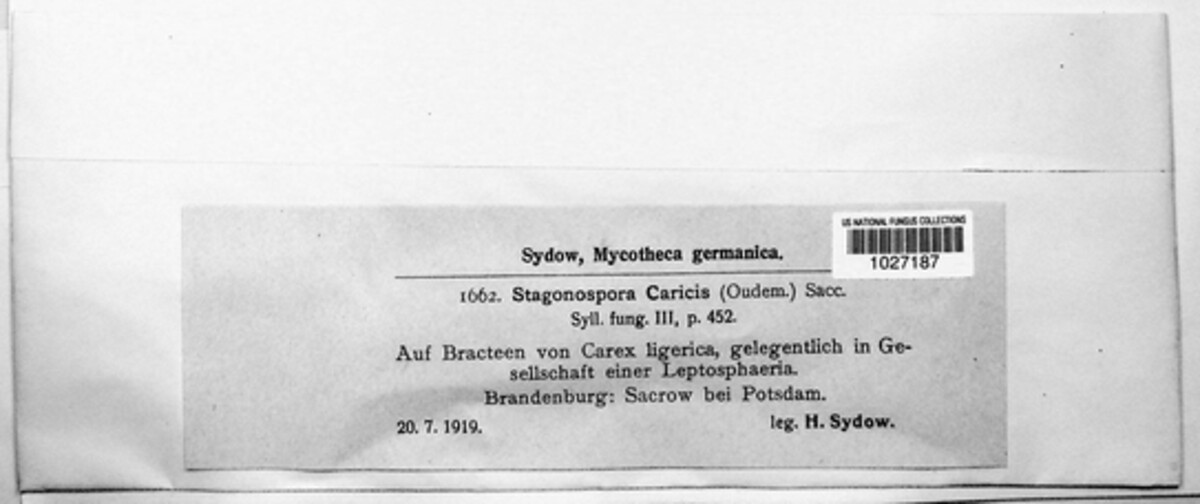 US NATIONAL FUNGUS COLLECTIONS
1027187
Sydow, Mycotheca germanica.
1662. Stagonospora Caricis (Oudem.) Sacc.
Syll. fung. III, p. 452.
Auf Bracteen von Carex ligerica, gelegentlich in Ge-
sellschaft einer Leptosphaeria.
Brandenburg: Sacrow bei Potsdam.
20. 7. 1919. leg. H. Sydow.